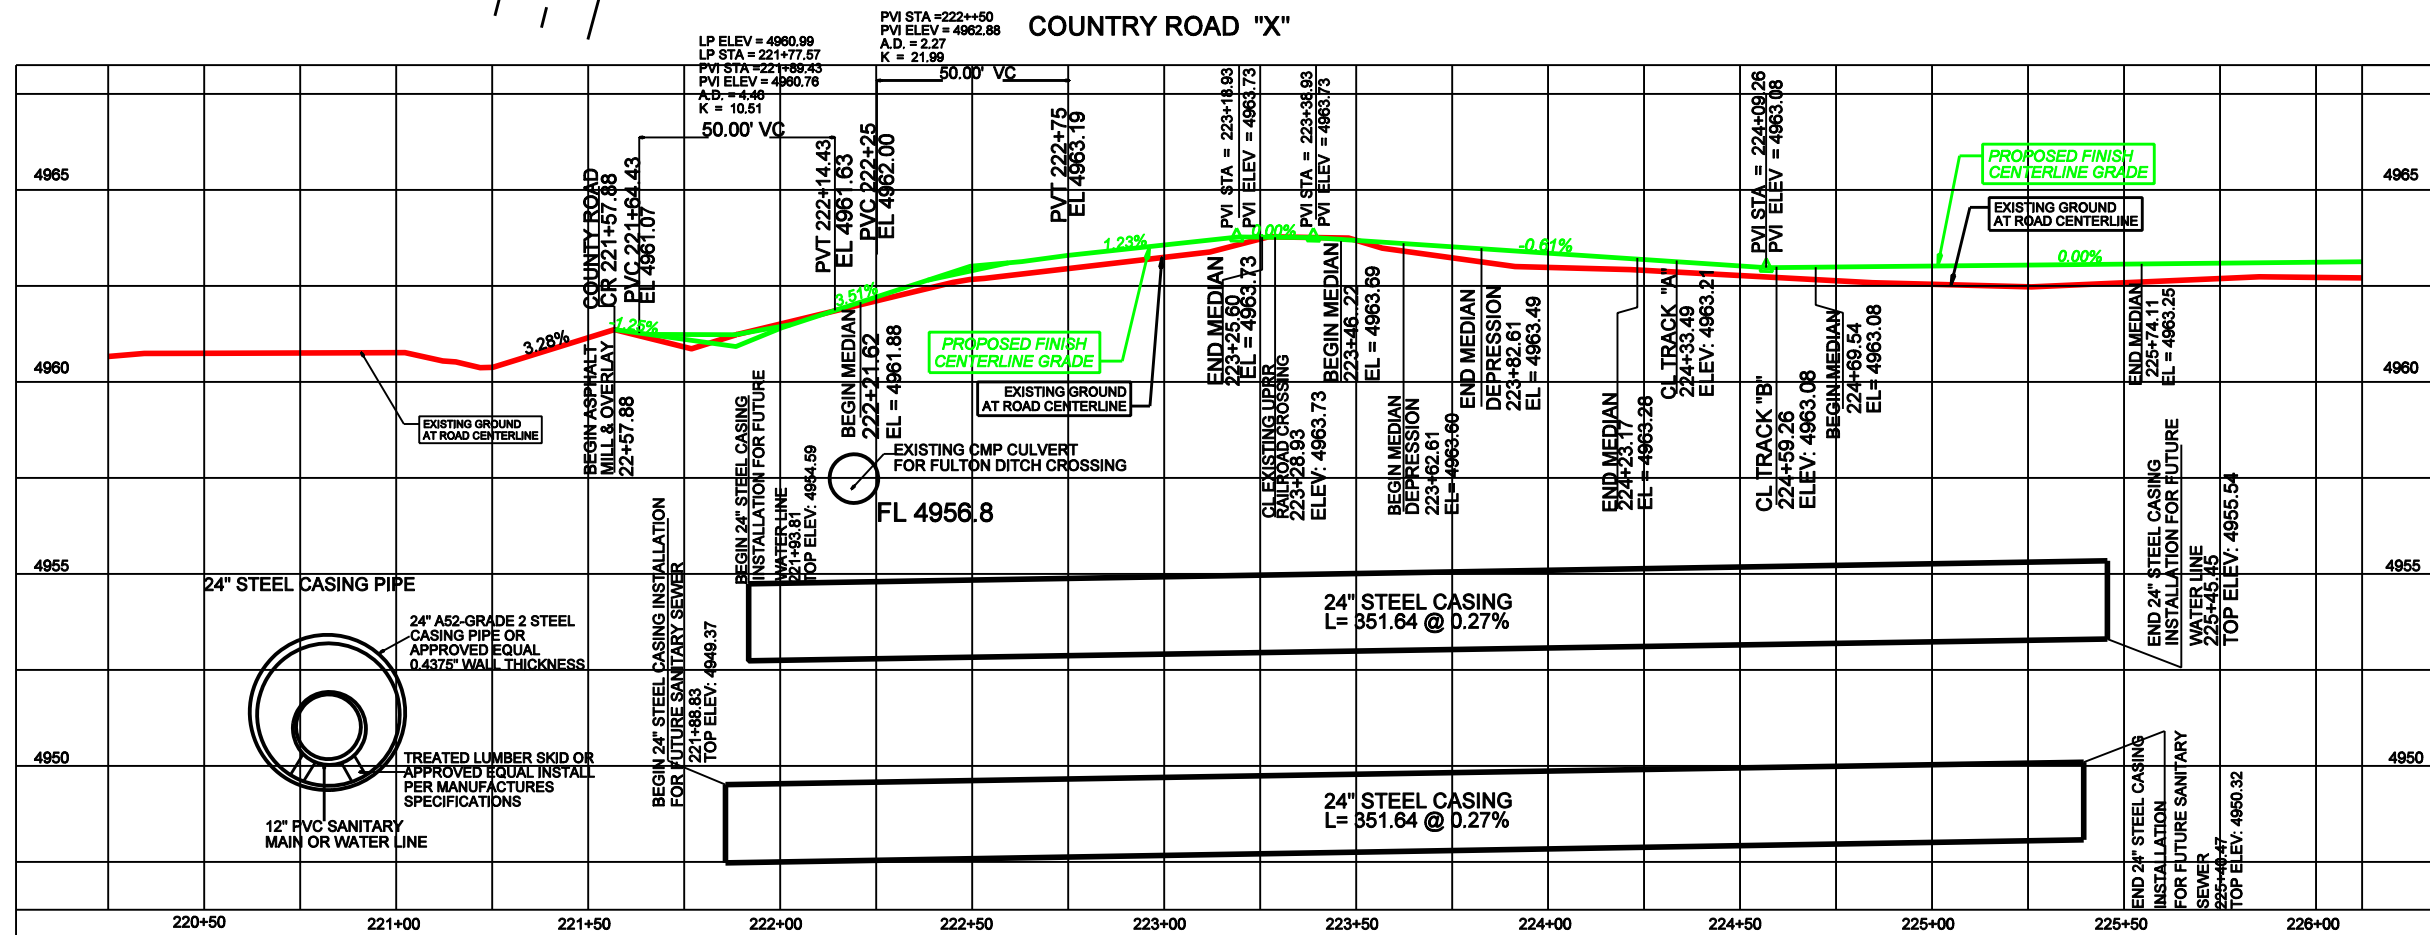 COUNTRY ROAD "X"
PVI STA =222++50
PVI ELEV = 4962.88
A.D. = 2.27
K = 21.99
50.00' VC
LP ELEV = 4960.99
LP STA = 221+77.57
PVI STA =221+89.43
PVI ELEV = 4960.76
A.D. = 4.46
K = 10.51
50.00' VC
COUNTY ROAD
CR 221+57.88
PVC 221+64.43
EL 4961.07
PVT 222+14.43
EL 4961.63
PVC 222+25
EL 4962.00
PVT 222+75
EL 4963.19
PVI STA = 223+18.93
PVI ELEV = 4963.73
PVI STA = 223+38.93
PVI ELEV = 4963.73
PVI STA = 224+09.26
PVI ELEV = 4963.08
PROPOSED FINISH
CENTERLINE GRADE
EXISTING GROUND
AT ROAD CENTERLINE
4965
4965
3.28%
-1.25%
3.51%
1.23%
0.00%
-0.61%
0.00%
PROPOSED FINISH
CENTERLINE GRADE
EXISTING GROUND
AT ROAD CENTERLINE
EXISTING GROUND
AT ROAD CENTERLINE
4960
4960
BEGIN ASPHALT
MILL & OVERLAY
22+57.88
BEGIN 24" STEEL CASING
INSTALLATION FOR FUTURE
WATER LINE
221+93.81
TOP ELEV: 4954.59
BEGIN MEDIAN
222+21.62
EL = 4961.88
EXISTING CMP CULVERT
FOR FULTON DITCH CROSSING
FL 4956.8
END MEDIAN
223+25.60
EL = 4963.73
CL EXISTING UPRR
RAILROAD CROSSING
223+28.93
ELEV: 4963.73
BEGIN MEDIAN
223+46.22
EL = 4963.69
BEGIN MEDIAN
DEPRESSION
223+62.61
EL= 4963.60
END MEDIAN
DEPRESSION
223+82.61
EL = 4963.49
END MEDIAN
224+23.17
EL = 4963.28
CL TRACK "A"
224+33.49
ELEV: 4963.21
CL TRACK "B"
224+59.26
ELEV: 4963.08
BEGIN MEDIAN
224+69.54
EL= 4963.08
END MEDIAN
225+74.11
EL = 4963.25
END 24" STEEL CASING
INSTALLATION FOR FUTURE
WATER LINE
225+45.45
TOP ELEV: 4955.54
4955
4955
24" STEEL CASING PIPE
24" A52-GRADE 2 STEEL
CASING PIPE OR
APPROVED EQUAL
0.4375" WALL THICKNESS
TREATED LUMBER SKID OR
APPROVED EQUAL INSTALL
PER MANUFACTURES
SPECIFICATIONS
12" PVC SANITARY
MAIN OR WATER LINE
BEGIN 24" STEEL CASING INSTALLATION
FOR FUTURE SANITARY SEWER
221+88.83
TOP ELEV: 4949.37
24" STEEL CASING
L= 351.64 @ 0.27%
4950
4950
24" STEEL CASING
L= 351.64 @ 0.27%
END 24" STEEL CASING
INSTALLATION
FOR FUTURE SANITARY
SEWER
225+40.47
TOP ELEV: 4950.32
220+50
221+00
221+50
222+00
222+50
223+00
223+50
224+00
224+50
225+00
225+50
226+00